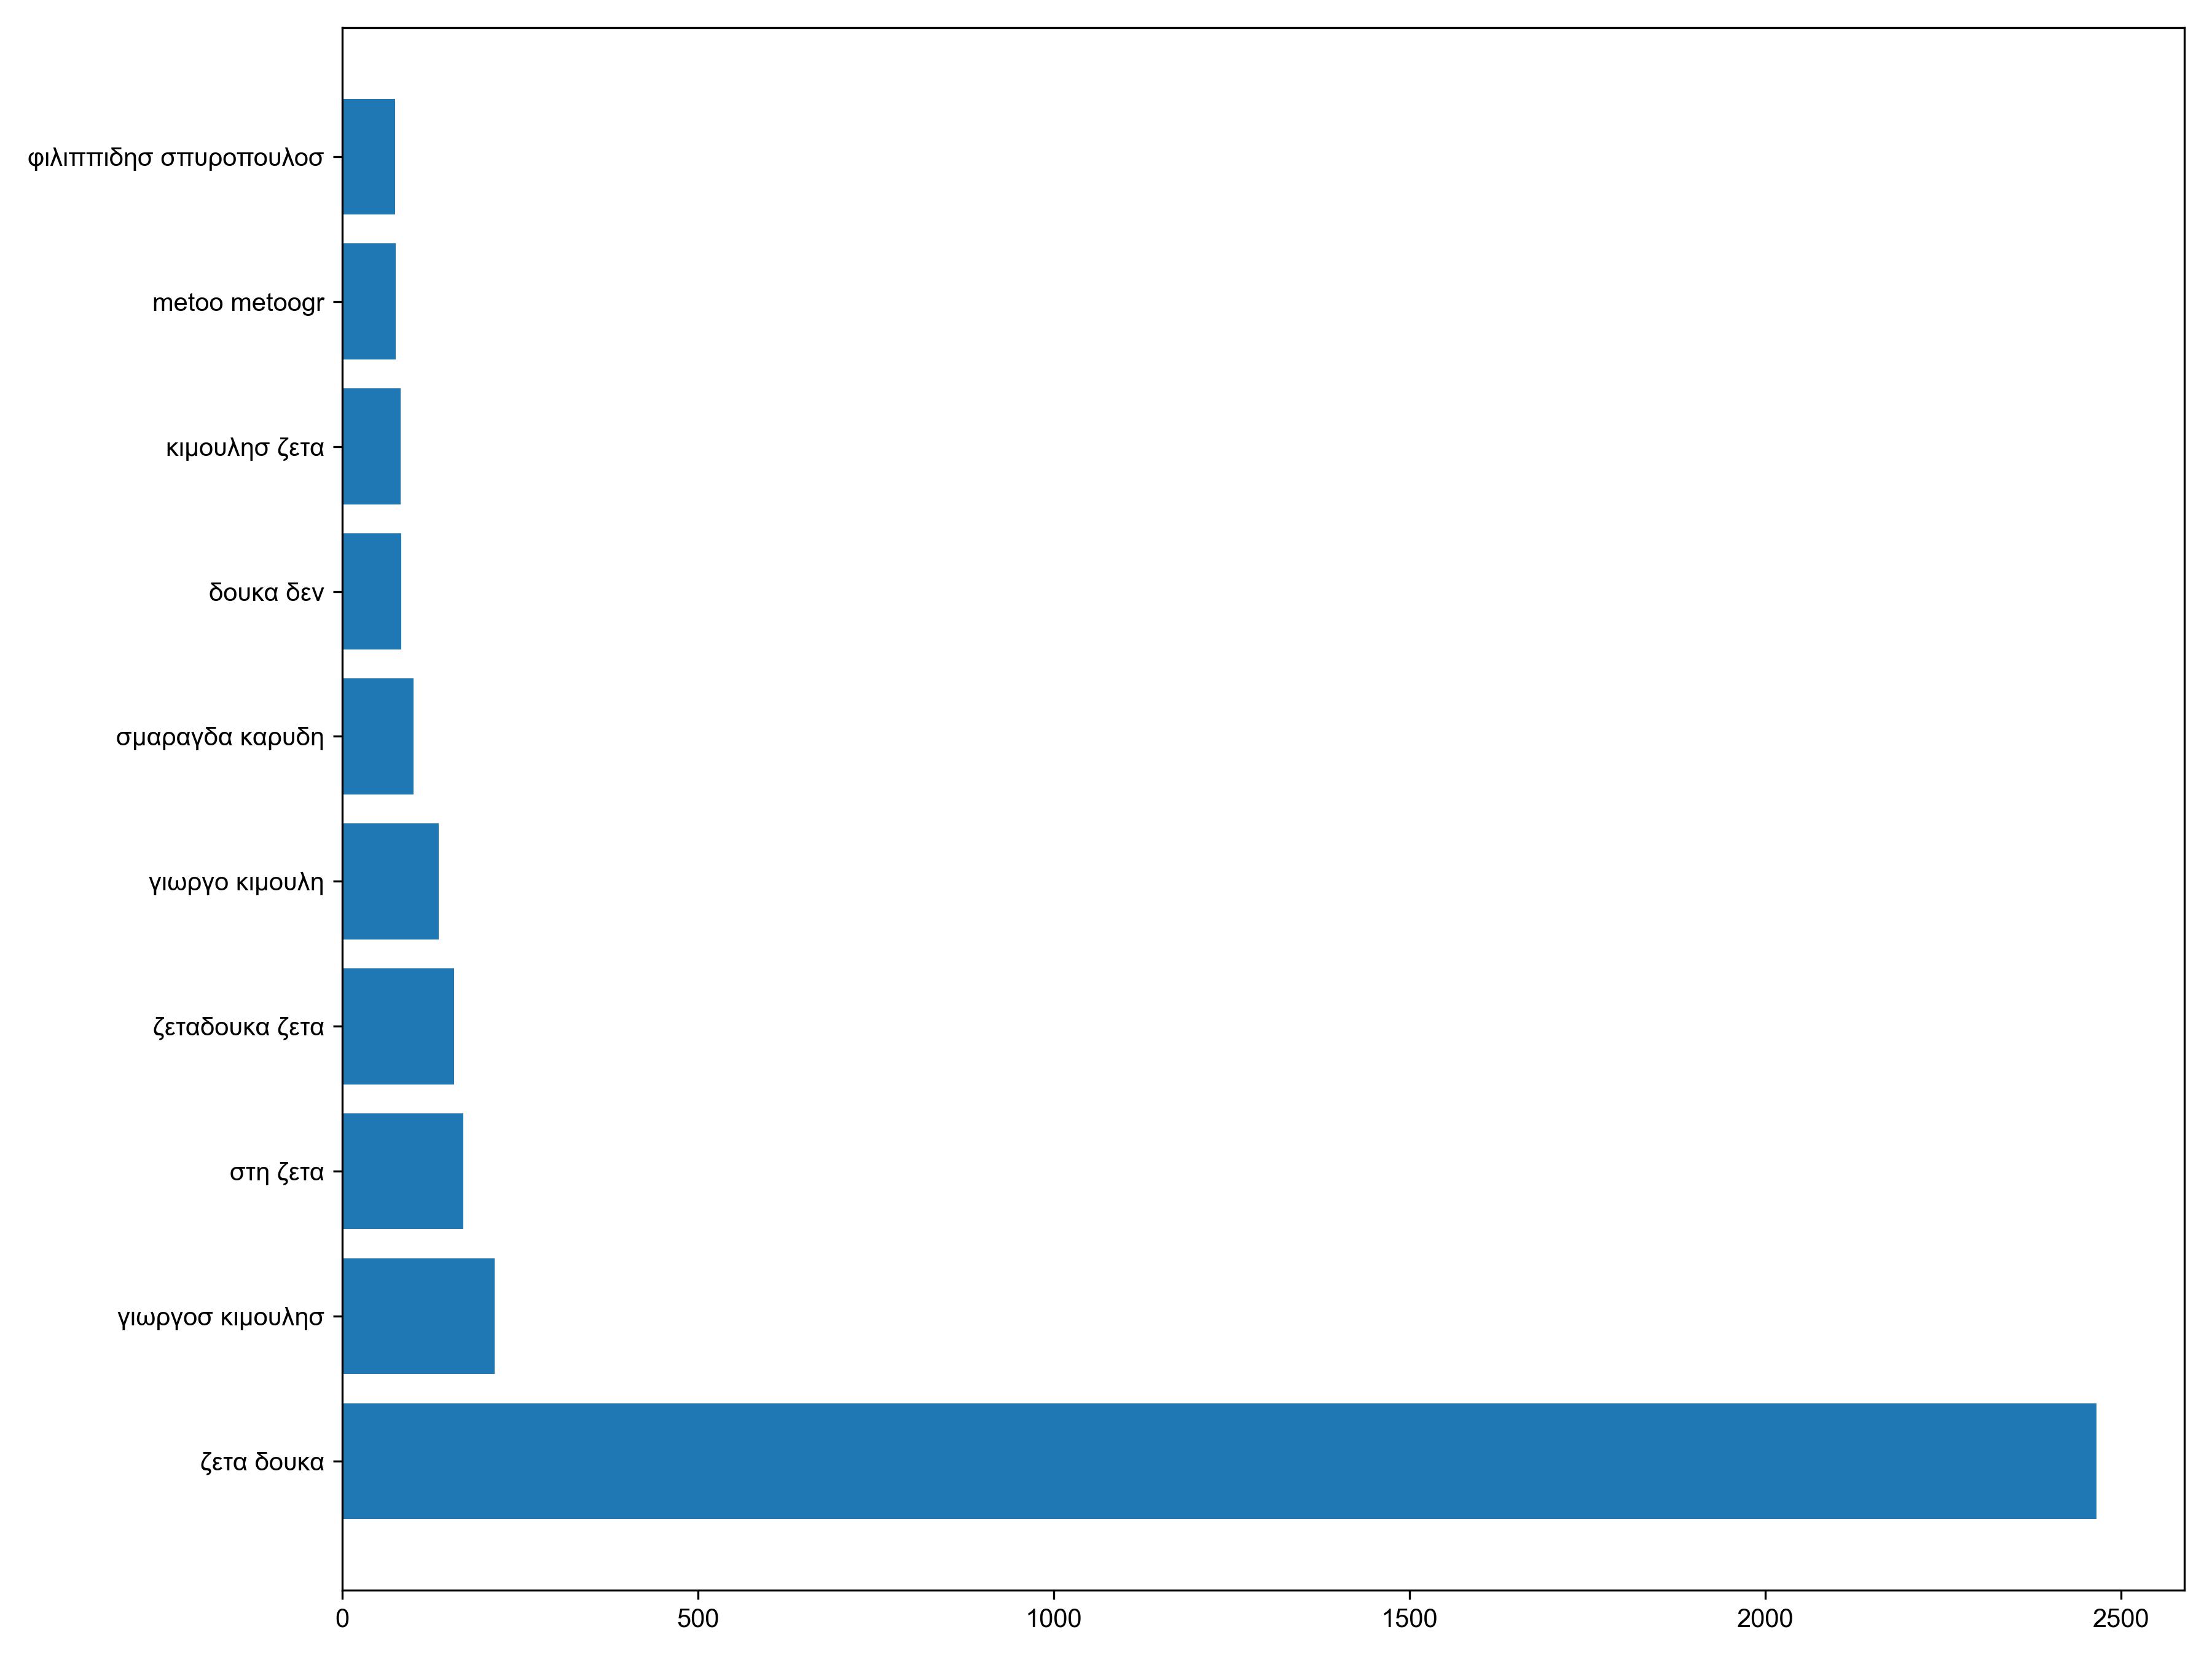 φιλιππιδησ σπυροπουλοσ
metoo metoogr
κιμουλησ ζετα
δουκα δεν
σμαραγδα καρυδη
γιωργο κιμουλη
ζεταδουκα ζετα
στη ζετα
γιωργοσ κιμουλησ
ζετα δουκα
0 500 1000 1500 2000 2500